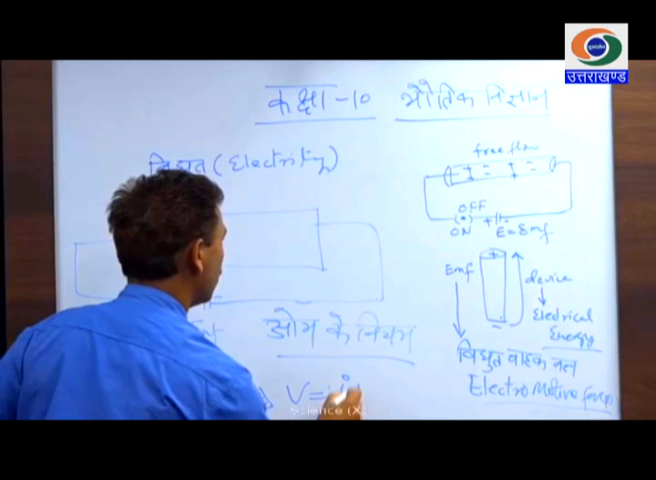 उत्तराखण्ड
कक्षा -10 भौतिक विज्ञान
विद्युत (Electricity)
free flow
OFF
ON E = Emf.
Emf
device
Electrical
Energy
ओम के नियम
विद्युत वाहक बल
Electro Motive force
V = i
Science (X)